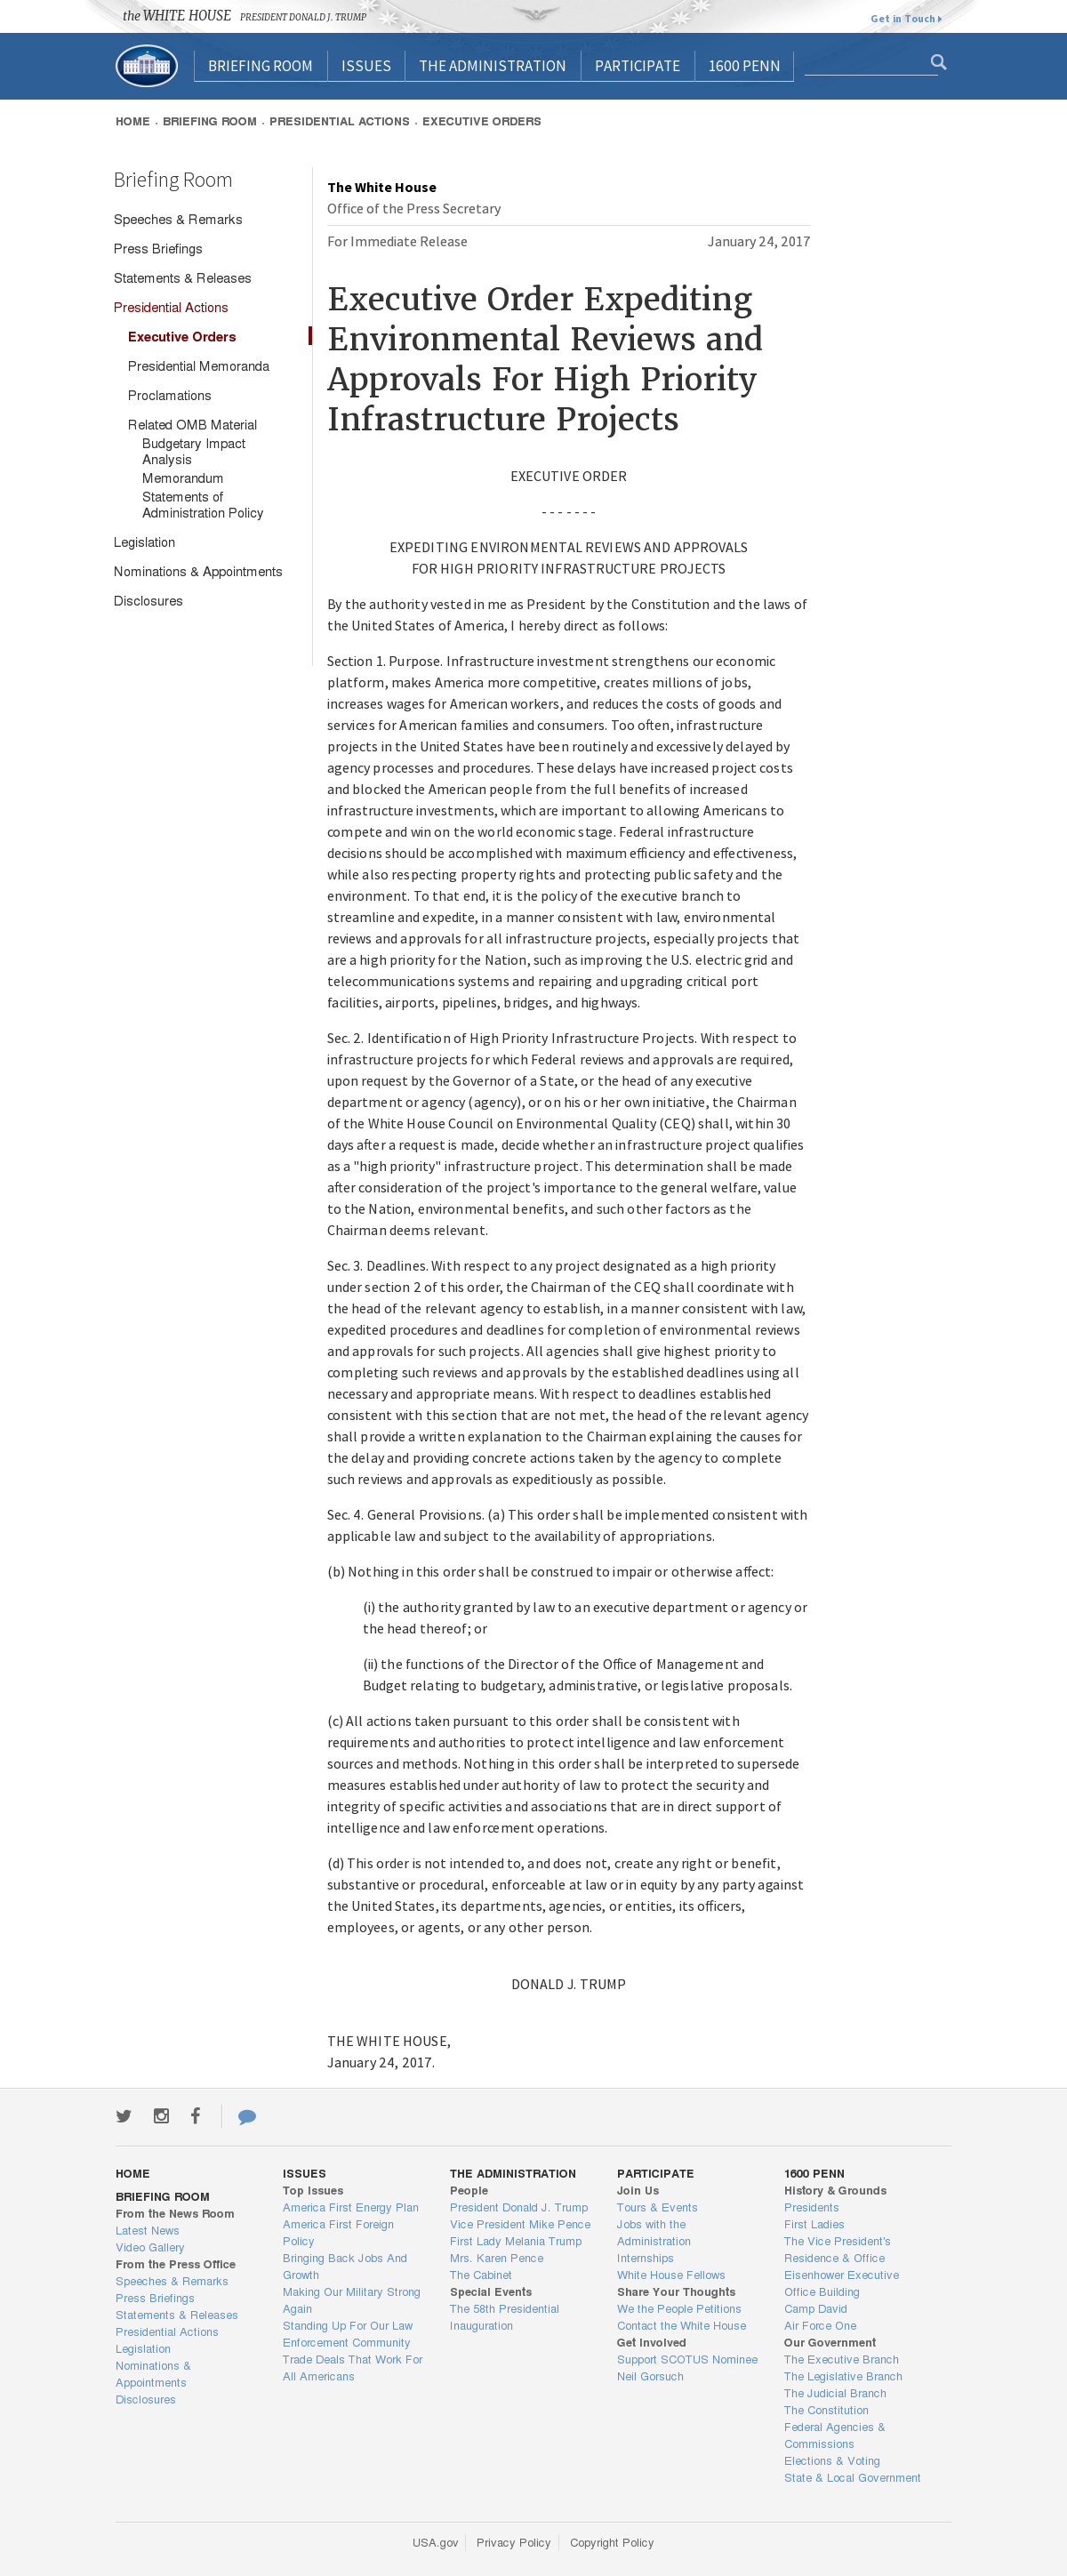 the WHITE HOUSE PRESIDENT DONALD J. TRUMP
Get in Touch
BRIEFING ROOM
ISSUES
THE ADMINISTRATION
PARTICIPATE
1600 PENN
HOME · BRIEFING ROOM · PRESIDENTIAL ACTIONS · EXECUTIVE ORDERS
Briefing Room
Speeches & Remarks
Press Briefings
Statements & Releases
Presidential Actions
Executive Orders
Presidential Memoranda
Proclamations
Related OMB Material
Budgetary Impact
Analysis
Memorandum
Statements of
Administration Policy
Legislation
Nominations & Appointments
Disclosures
The White House
Office of the Press Secretary
For Immediate Release
January 24, 2017
Executive Order Expediting
Environmental Reviews and
Approvals For High Priority
Infrastructure Projects
EXECUTIVE ORDER
- - - - - - -
EXPEDITING ENVIRONMENTAL REVIEWS AND APPROVALS
FOR HIGH PRIORITY INFRASTRUCTURE PROJECTS
By the authority vested in me as President by the Constitution and the laws of
the United States of America, I hereby direct as follows:
Section 1. Purpose. Infrastructure investment strengthens our economic
platform, makes America more competitive, creates millions of jobs,
increases wages for American workers, and reduces the costs of goods and
services for American families and consumers. Too often, infrastructure
projects in the United States have been routinely and excessively delayed by
agency processes and procedures. These delays have increased project costs
and blocked the American people from the full benefits of increased
infrastructure investments, which are important to allowing Americans to
compete and win on the world economic stage. Federal infrastructure
decisions should be accomplished with maximum efficiency and effectiveness,
while also respecting property rights and protecting public safety and the
environment. To that end, it is the policy of the executive branch to
streamline and expedite, in a manner consistent with law, environmental
reviews and approvals for all infrastructure projects, especially projects that
are a high priority for the Nation, such as improving the U.S. electric grid and
telecommunications systems and repairing and upgrading critical port
facilities, airports, pipelines, bridges, and highways.
Sec. 2. Identification of High Priority Infrastructure Projects. With respect to
infrastructure projects for which Federal reviews and approvals are required,
upon request by the Governor of a State, or the head of any executive
department or agency (agency), or on his or her own initiative, the Chairman
of the White House Council on Environmental Quality (CEQ) shall, within 30
days after a request is made, decide whether an infrastructure project qualifies
as a "high priority" infrastructure project. This determination shall be made
after consideration of the project's importance to the general welfare, value
to the Nation, environmental benefits, and such other factors as the
Chairman deems relevant.
Sec. 3. Deadlines. With respect to any project designated as a high priority
under section 2 of this order, the Chairman of the CEQ shall coordinate with
the head of the relevant agency to establish, in a manner consistent with law,
expedited procedures and deadlines for completion of environmental reviews
and approvals for such projects. All agencies shall give highest priority to
completing such reviews and approvals by the established deadlines using all
necessary and appropriate means. With respect to deadlines established
consistent with this section that are not met, the head of the relevant agency
shall provide a written explanation to the Chairman explaining the causes for
the delay and providing concrete actions taken by the agency to complete
such reviews and approvals as expeditiously as possible.
Sec. 4. General Provisions. (a) This order shall be implemented consistent with
applicable law and subject to the availability of appropriations.
(b) Nothing in this order shall be construed to impair or otherwise affect:
(i) the authority granted by law to an executive department or agency or
the head thereof; or
(ii) the functions of the Director of the Office of Management and
Budget relating to budgetary, administrative, or legislative proposals.
(c) All actions taken pursuant to this order shall be consistent with
requirements and authorities to protect intelligence and law enforcement
sources and methods. Nothing in this order shall be interpreted to supersede
measures established under authority of law to protect the security and
integrity of specific activities and associations that are in direct support of
intelligence and law enforcement operations.
(d) This order is not intended to, and does not, create any right or benefit,
substantive or procedural, enforceable at law or in equity by any party against
the United States, its departments, agencies, or entities, its officers,
employees, or agents, or any other person.
DONALD J. TRUMP
THE WHITE HOUSE,
January 24, 2017.
HOME
BRIEFING ROOM
From the News Room
Latest News
Video Gallery
From the Press Office
Speeches & Remarks
Press Briefings
Statements & Releases
Presidential Actions
Legislation
Nominations &
Appointments
Disclosures
ISSUES
Top Issues
America First Energy Plan
America First Foreign
Policy
Bringing Back Jobs And
Growth
Making Our Military Strong
Again
Standing Up For Our Law
Enforcement Community
Trade Deals That Work For
All Americans
THE ADMINISTRATION
People
President Donald J. Trump
Vice President Mike Pence
First Lady Melania Trump
Mrs. Karen Pence
The Cabinet
Special Events
The 58th Presidential
Inauguration
PARTICIPATE
Join Us
Tours & Events
Jobs with the
Administration
Internships
White House Fellows
Share Your Thoughts
We the People Petitions
Contact the White House
Get Involved
Support SCOTUS Nominee
Neil Gorsuch
1600 PENN
History & Grounds
Presidents
First Ladies
The Vice President's
Residence & Office
Eisenhower Executive
Office Building
Camp David
Air Force One
Our Government
The Executive Branch
The Legislative Branch
The Judicial Branch
The Constitution
Federal Agencies &
Commissions
Elections & Voting
State & Local Government
USA.gov
Privacy Policy
Copyright Policy